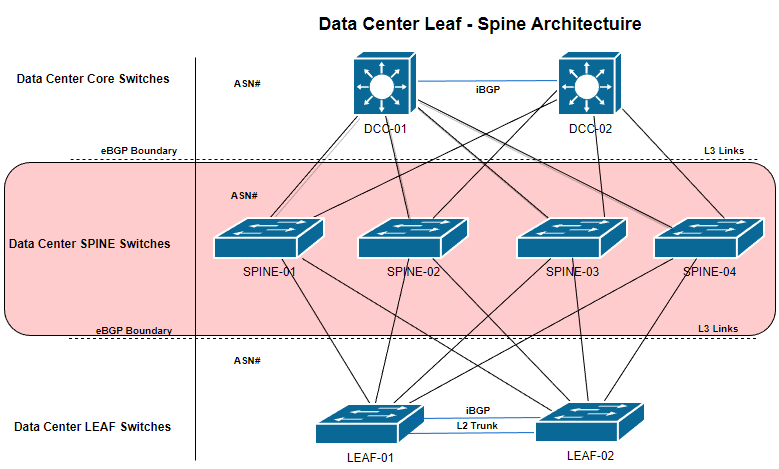 Data Center Leaf - Spine Architectuire
Data Center Core Switches
ASN#
iBGP
DCC-01
DCC-02
eBGP Boundary
L3 Links
ASN#
Data Center SPINE Switches
SPINE-01
SPINE-02
SPINE-03
SPINE-04
eBGP Boundary
L3 Links
ASN#
iBGP
Data Center LEAF Switches
L2 Trunk
LEAF-01
LEAF-02